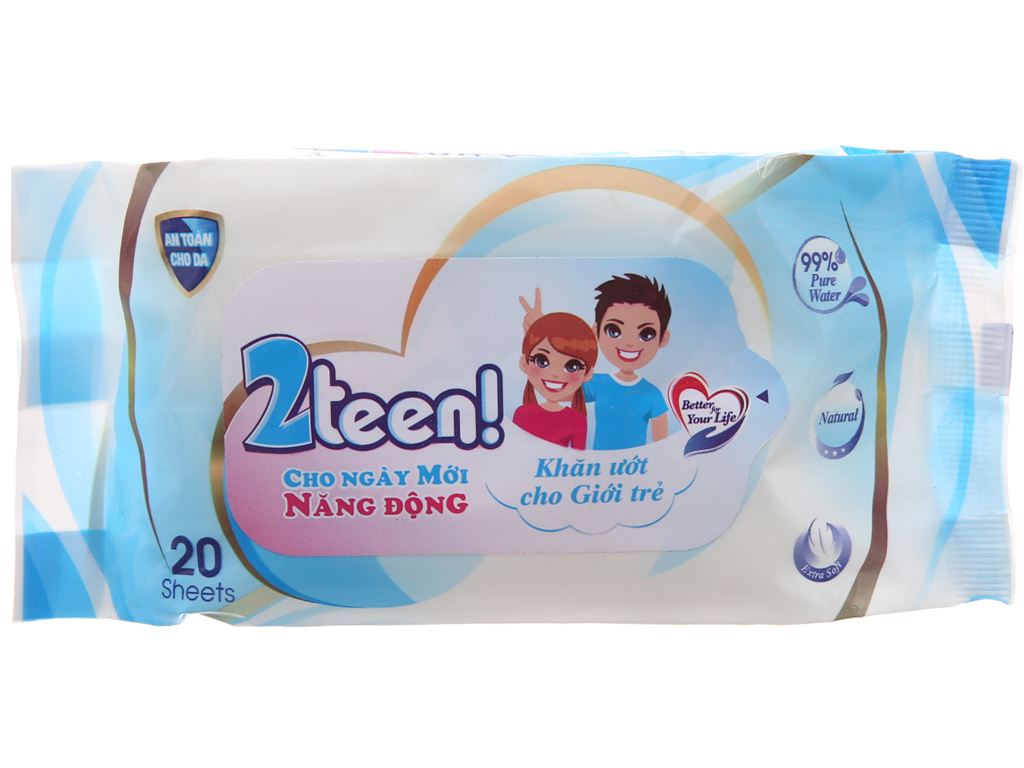 AN TOÀN
CHO DA
2teen!
CHO NGÀY MỚI
NĂNG ĐỘNG
20
Sheets
Khăn ướt
cho Giới trẻ
Better for
Your Life
99%
Pure
Water
Natural
Extra Soft